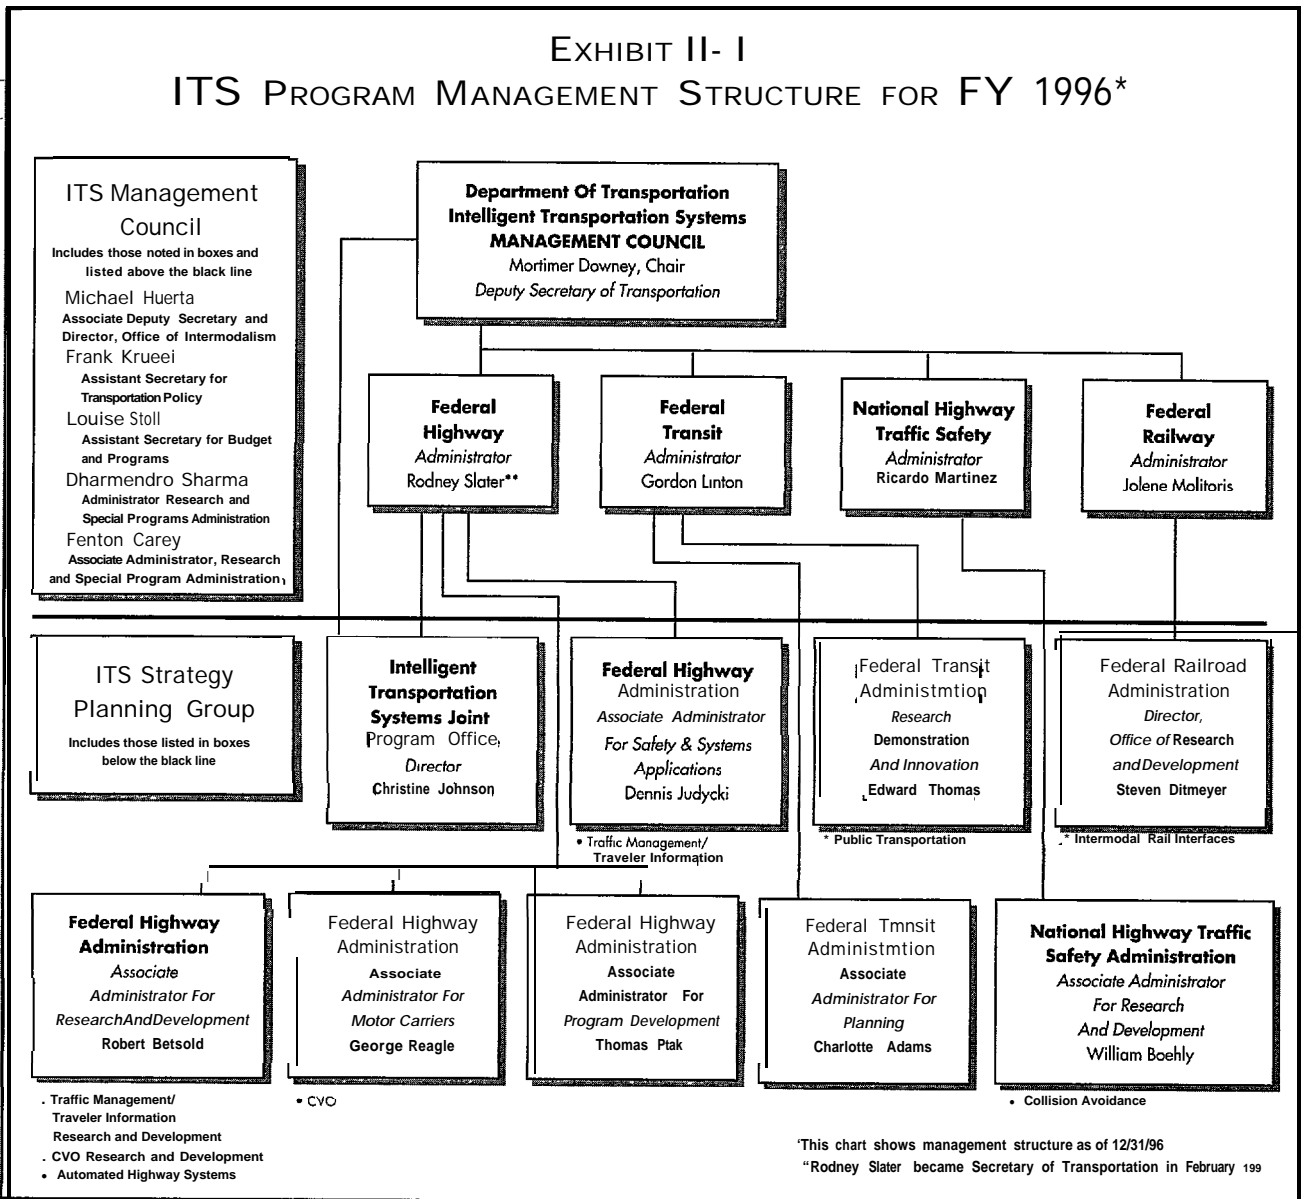 EXHIBIT II- I
ITS PROGRAM MANAGEMENT STRUCTURE FOR FY 1996*
ITS Management
Council
Includes those noted in boxes and
listed above the black line
Michael Huerta
Associate Deputy Secretary and
Director, Office of Intermodalism
Frank Krueei
Assistant Secretary for
Transportation Policy
Louise Stoll
Assistant Secretary for Budget
and Programs
Dharmendro Sharma
Administrator Research and
Special Programs Administration
Fenton Carey
Associate Administrator, Research
and Special Program Administration
Department Of Transportation
Intelligent Transportation Systems
MANAGEMENT COUNCIL
Mortimer Downey, Chair
Deputy Secretary of Transportation
Federal
Highway
Administrator
Rodney Slater**
Federal
Transit
Administrator
Gordon Linton
National Highway
Traffic Safety
Administrator
Ricardo Martinez
Federal
Railway
Administrator
Jolene Molitoris
ITS Strategy
Planning Group
Includes those listed in boxes
below the black line
Intelligent
Transportation
Systems Joint
Program Office
Director
Christine Johnson
Federal Highway
Administration
Associate Administrator
For Safety & Systems
Applications
Dennis Judycki
• Traffic Management/
Traveler Information
Federal Transit
Administmtion
Research
Demonstration
And Innovation
Edward Thomas
* Public Transportation
Federal Railroad
Administration
Director,
Office of Research
and Development
Steven Ditmeyer
* Intermodal Rail Interfaces
Federal Highway
Administration
Associate
Administrator For
Research And Development
Robert Betsold
. Traffic Management/
Traveler Information
Research and Development
. CVO Research and Development
• Automated Highway Systems
Federal Highway
Administration
Associate
Administrator For
Motor Carriers
George Reagle
• CVO
Federal Highway
Administration
Associate
Administrator For
Program Development
Thomas Ptak
Federal Tmnsit
Administmtion
Associate
Administrator For
Planning
Charlotte Adams
National Highway Traffic
Safety Administration
Associate Administrator
For Research
And Development
William Boehly
• Collision Avoidance
'This chart shows management structure as of 12/31/96
"Rodney Slater became Secretary of Transportation in February 199